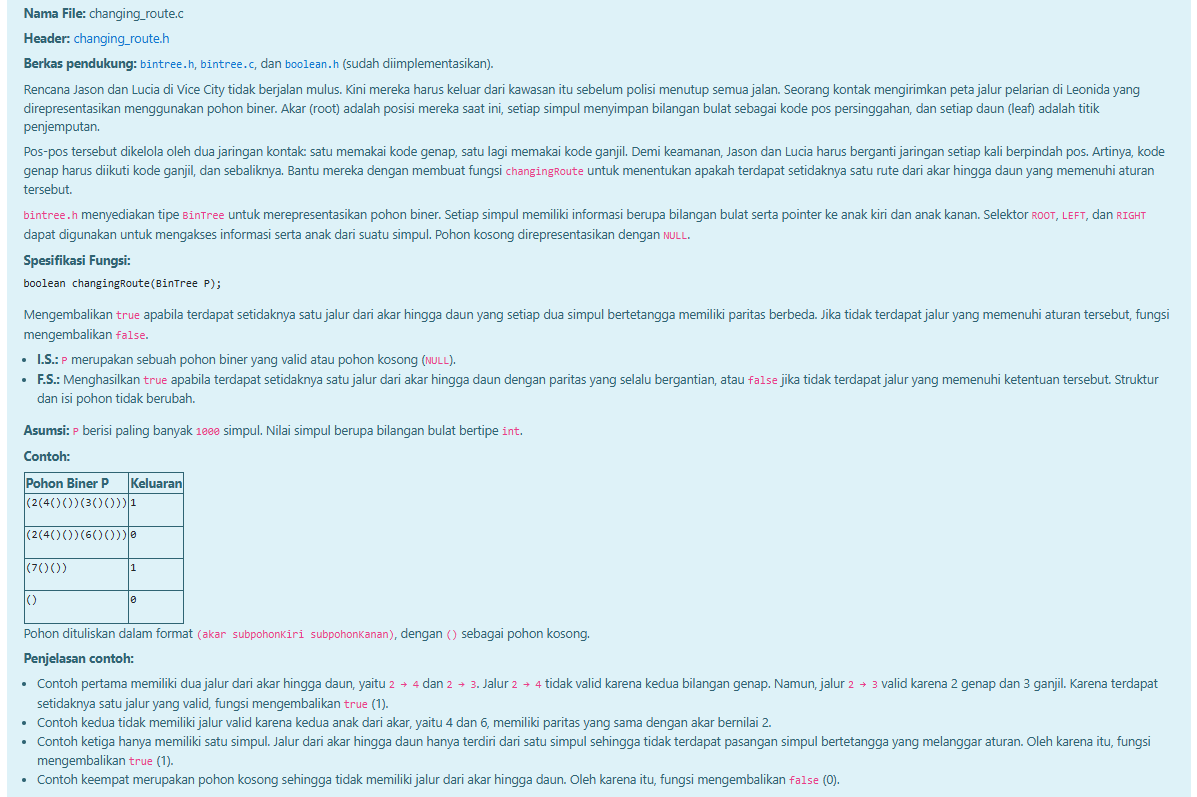 Nama File: changing_route.c
Header: changing_route.h
Berkas pendukung: bintree.h, bintree.c, dan boolean.h (sudah diimplementasikan).
Rencana Jason dan Lucia di Vice City tidak berjalan mulus. Kini mereka harus keluar dari kawasan itu sebelum polisi menutup semua jalan. Seorang kontak mengirimkan peta jalur pelarian di Leonida yang
direpresentasikan menggunakan pohon biner. Akar (root) adalah posisi mereka saat ini, setiap simpul menyimpan bilangan bulat sebagai kode pos persinggahan, dan setiap daun (leaf) adalah titik
penjemputan.
Pos-pos tersebut dikelola oleh dua jaringan kontak: satu memakai kode genap, satu lagi memakai kode ganjil. Demi keamanan, Jason dan Lucia harus berganti jaringan setiap kali berpindah pos. Artinya, kode
genap harus diikuti kode ganjil, dan sebaliknya. Bantu mereka dengan membuat fungsi changingRoute untuk menentukan apakah terdapat setidaknya satu rute dari akar hingga daun yang memenuhi aturan
tersebut.
bintree.h menyediakan tipe BinTree untuk merepresentasikan pohon biner. Setiap simpul memiliki informasi berupa bilangan bulat serta pointer ke anak kiri dan anak kanan. Selektor ROOT, LEFT, dan RIGHT
dapat digunakan untuk mengakses informasi serta anak dari suatu simpul. Pohon kosong direpresentasikan dengan NULL.
Spesifikasi Fungsi:
boolean changingRoute(BinTree P);
Mengembalikan true apabila terdapat setidaknya satu jalur dari akar hingga daun yang setiap dua simpul bertetangga memiliki paritas berbeda. Jika tidak terdapat jalur yang memenuhi aturan tersebut, fungsi
mengembalikan false.
• I.S.: P merupakan sebuah pohon biner yang valid atau pohon kosong (NULL).
• F.S.: Menghasilkan true apabila terdapat setidaknya satu jalur dari akar hingga daun dengan paritas yang selalu bergantian, atau false jika tidak terdapat jalur yang memenuhi ketentuan tersebut. Struktur
dan isi pohon tidak berubah.
Asumsi: P berisi paling banyak 1000 simpul. Nilai simpul berupa bilangan bulat bertipe int.
Contoh:
Pohon Biner P Keluaran
(2(4()())(3()())) 1
(2(4()())(6()())) 0
(7()()) 1
() 0
Pohon dituliskan dalam format (akar subpohonKiri subpohonKanan), dengan () sebagai pohon kosong.
Penjelasan contoh:
• Contoh pertama memiliki dua jalur dari akar hingga daun, yaitu 2 → 4 dan 2 → 3. Jalur 2 → 4 tidak valid karena kedua bilangan genap. Namun, jalur 2 → 3 valid karena 2 genap dan 3 ganjil. Karena terdapat
setidaknya satu jalur yang valid, fungsi mengembalikan true (1).
• Contoh kedua tidak memiliki jalur valid karena kedua anak dari akar, yaitu 4 dan 6, memiliki paritas yang sama dengan akar bernilai 2.
• Contoh ketiga hanya memiliki satu simpul. Jalur dari akar hingga daun hanya terdiri dari satu simpul sehingga tidak terdapat pasangan simpul bertetangga yang melanggar aturan. Oleh karena itu, fungsi
mengembalikan true (1).
• Contoh keempat merupakan pohon kosong sehingga tidak memiliki jalur dari akar hingga daun. Oleh karena itu, fungsi mengembalikan false (0).